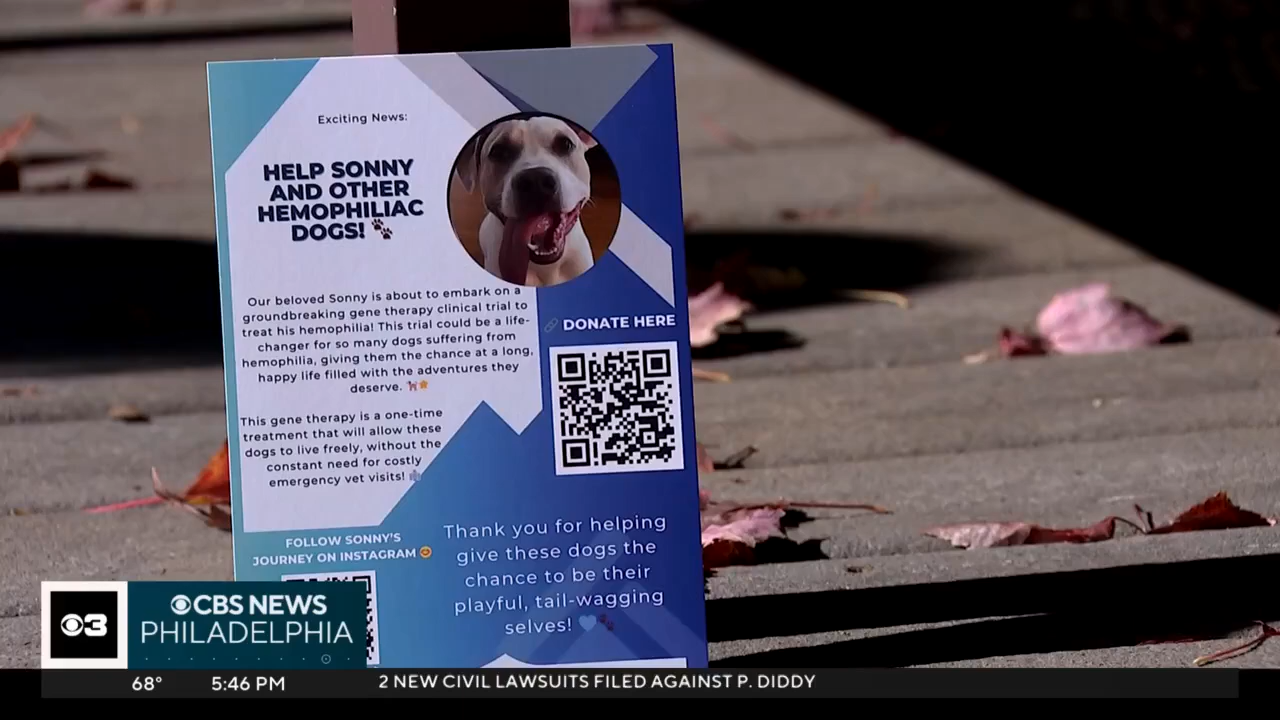 Exciting News:
HELP SONNY
AND OTHER
HEMOPHILIAC
DOGS! 🐾
Our beloved Sonny is about to embark on a
groundbreaking gene therapy clinical trial to
treat his hemophilia! This trial could be a life-
changer for so many dogs suffering from
hemophilia, giving them the chance at a long,
happy life filled with the adventures they
deserve.
This gene therapy is a one-time
treatment that will allow these
dogs to live freely, without the
constant need for costly
emergency vet visits!
DONATE HERE
FOLLOW SONNY'S
JOURNEY ON INSTAGRAM
Thank you for helping
give these dogs the
chance to be their
playful, tail-wagging
selves! 💙🐾
3
CBS NEWS
PHILADELPHIA
68° 5:46 PM 2 NEW CIVIL LAWSUITS FILED AGAINST P. DIDDY